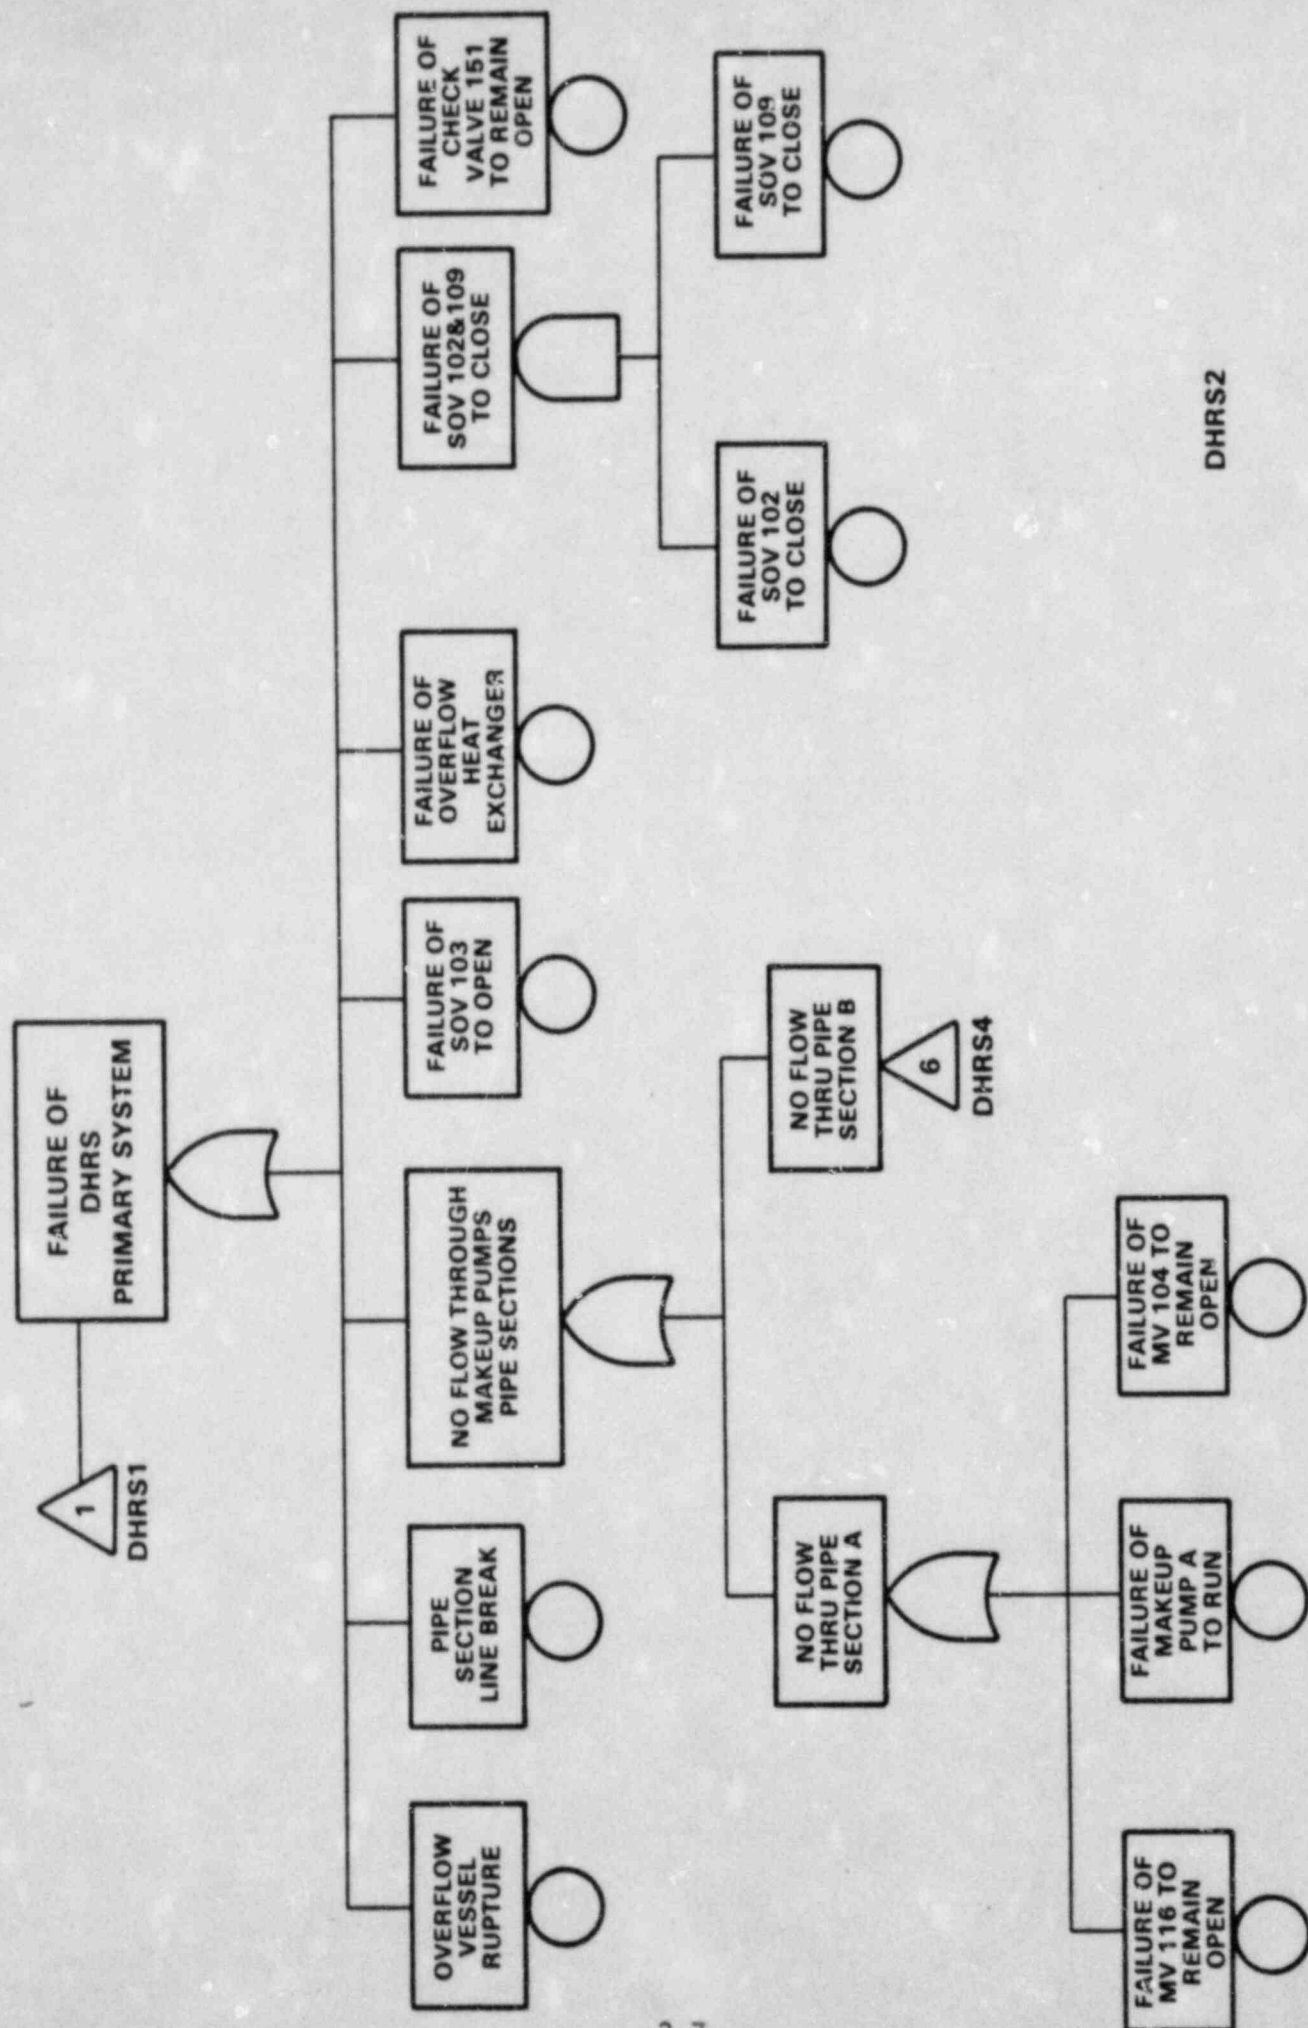 FAILURE OF
DHRS
PRIMARY SYSTEM
1
DHRS1
OVERFLOW
VESSEL
RUPTURE
PIPE
SECTION
LINE BREAK
NO FLOW THROUGH
MAKEUP PUMPS
PIPE SECTIONS
FAILURE OF
SOV 103
TO OPEN
FAILURE OF
OVERFLOW
HEAT
EXCHANGER
FAILURE OF
SOV 102&109
TO CLOSE
FAILURE OF
CHECK
VALVE 151
TO REMAIN
OPEN
NO FLOW
THRU PIPE
SECTION A
NO FLOW
THRU PIPE
SECTION B
6
DHRS4
FAILURE OF
SOV 102
TO CLOSE
FAILURE OF
SOV 109
TO CLOSE
FAILURE OF
MV 116 TO
REMAIN
OPEN
FAILURE OF
MAKEUP
PUMP A
TO RUN
FAILURE OF
MV 104 TO
REMAIN
OPEN
DHRS2